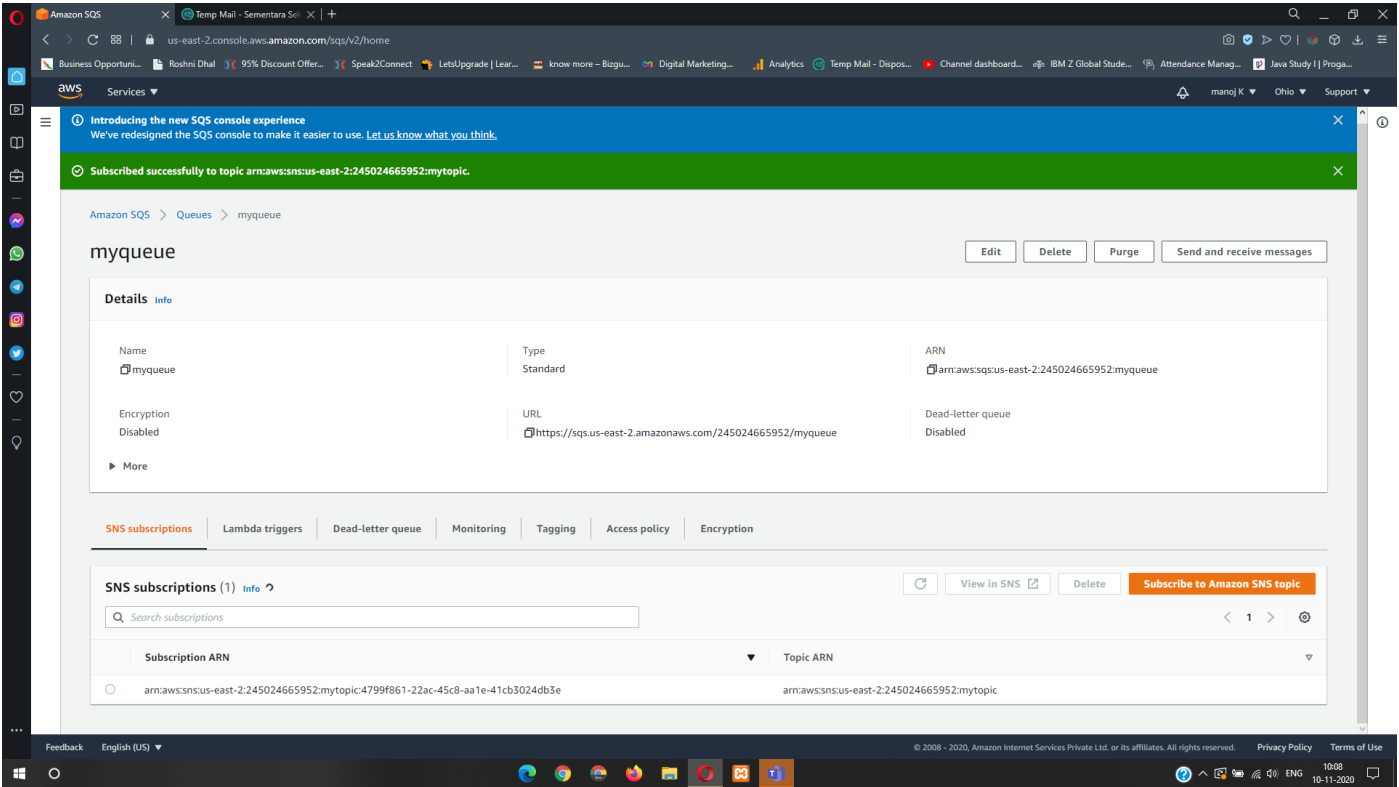 Amazon SQS
Temp Mail - Sementara Sel
us-east-2.console.aws.amazon.com/sqs/v2/home
Business Opportuni... Roshni Dhal 95% Discount Offer... Speak2Connect LetsUpgrade | Lear... know more – Bizgu... Digital Marketing... Analytics Temp Mail - Dispos... Channel dashboard... IBM Z Global Stude... Attendance Manag... Java Study I | Proga...
aws Services manoj K Ohio Support
Introducing the new SQS console experience
We've redesigned the SQS console to make it easier to use. Let us know what you think.
Subscribed successfully to topic arn:aws:sns:us-east-2:245024665952:mytopic.
Amazon SQS > Queues > myqueue
myqueue Edit Delete Purge Send and receive messages
Details Info
Name Type ARN
myqueue Standard arn:aws:sqs:us-east-2:245024665952:myqueue
Encryption URL Dead-letter queue
Disabled https://sqs.us-east-2.amazonaws.com/245024665952/myqueue Disabled
More
SNS subscriptions Lambda triggers Dead-letter queue Monitoring Tagging Access policy Encryption
SNS subscriptions (1) Info View in SNS Delete Subscribe to Amazon SNS topic
Search subscriptions 1
Subscription ARN Topic ARN
arn:aws:sns:us-east-2:245024665952:mytopic:4799f861-22ac-45c8-aa1e-41cb3024db3e arn:aws:sns:us-east-2:245024665952:mytopic
Feedback English (US) © 2008 - 2020, Amazon Internet Services Private Ltd. or its affiliates. All rights reserved. Privacy Policy Terms of Use
ENG 10:08
10-11-2020